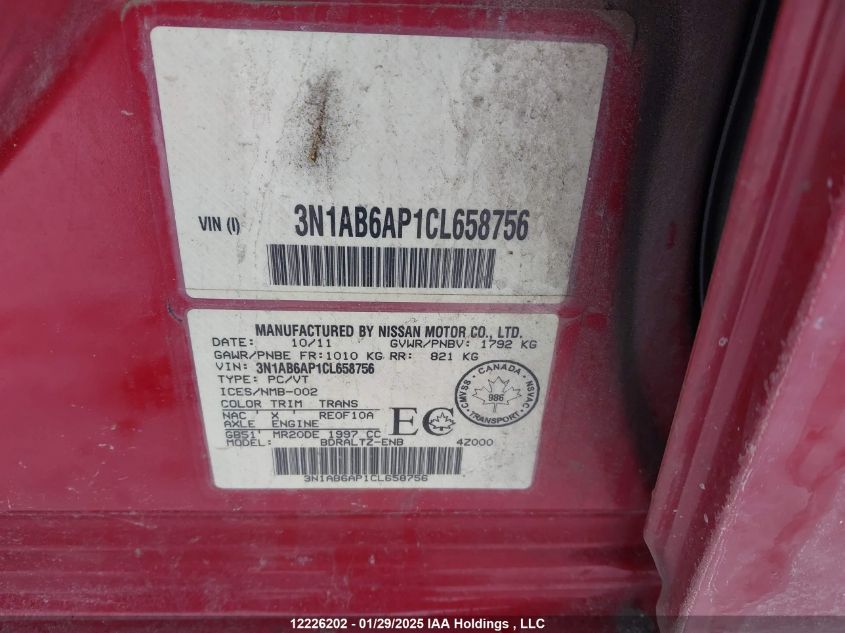 VIN (I) 3N1AB6AP1CL658756
MANUFACTURED BY NISSAN MOTOR CO., LTD.
DATE: 10/11 GVWR/PNBV: 1792 KG
GAWR/PNBE FR:1010 KG RR: 821 KG
VIN: 3N1AB6AP1CL658756
TYPE: PC/VT
ICES/NMB-002
COLOR TRIM TRANS
NAC ' X ' RE0F10A
AXLE ENGINE
GB51' MR20DE 1997 CC
MODEL: BDRALTZ-ENB 4Z000
EC
CANADA
CMVSS 986 NSVAC
TRANSPORT
3N1AB6AP1CL658756
12226202 - 01/29/2025 IAA Holdings , LLC